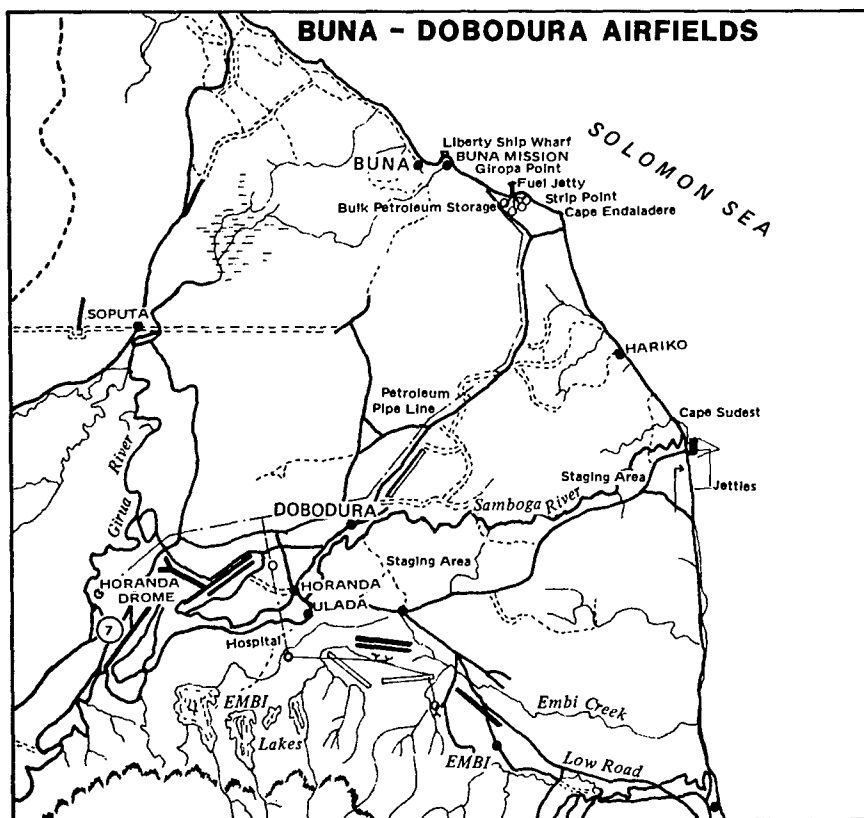 BUNA – DOBODURA AIRFIELDS
SOLOMON SEA
Liberty Ship Wharf
BUNA
BUNA MISSION
Giropa Point
Fuel Jetty
Strip Point
Bulk Petroleum Storage
Cape Endaladere
SOPUTA
HARIKO
Petroleum
Pipe Line
Cape Sudest
Girua River
Staging Area
Jetties
Samboga River
DOBODURA
Staging Area
HORANDA
DROME
HORANDA
ULADA
7
Hospital
EMBI
Lakes
Embi Creek
EMBI
Low Road